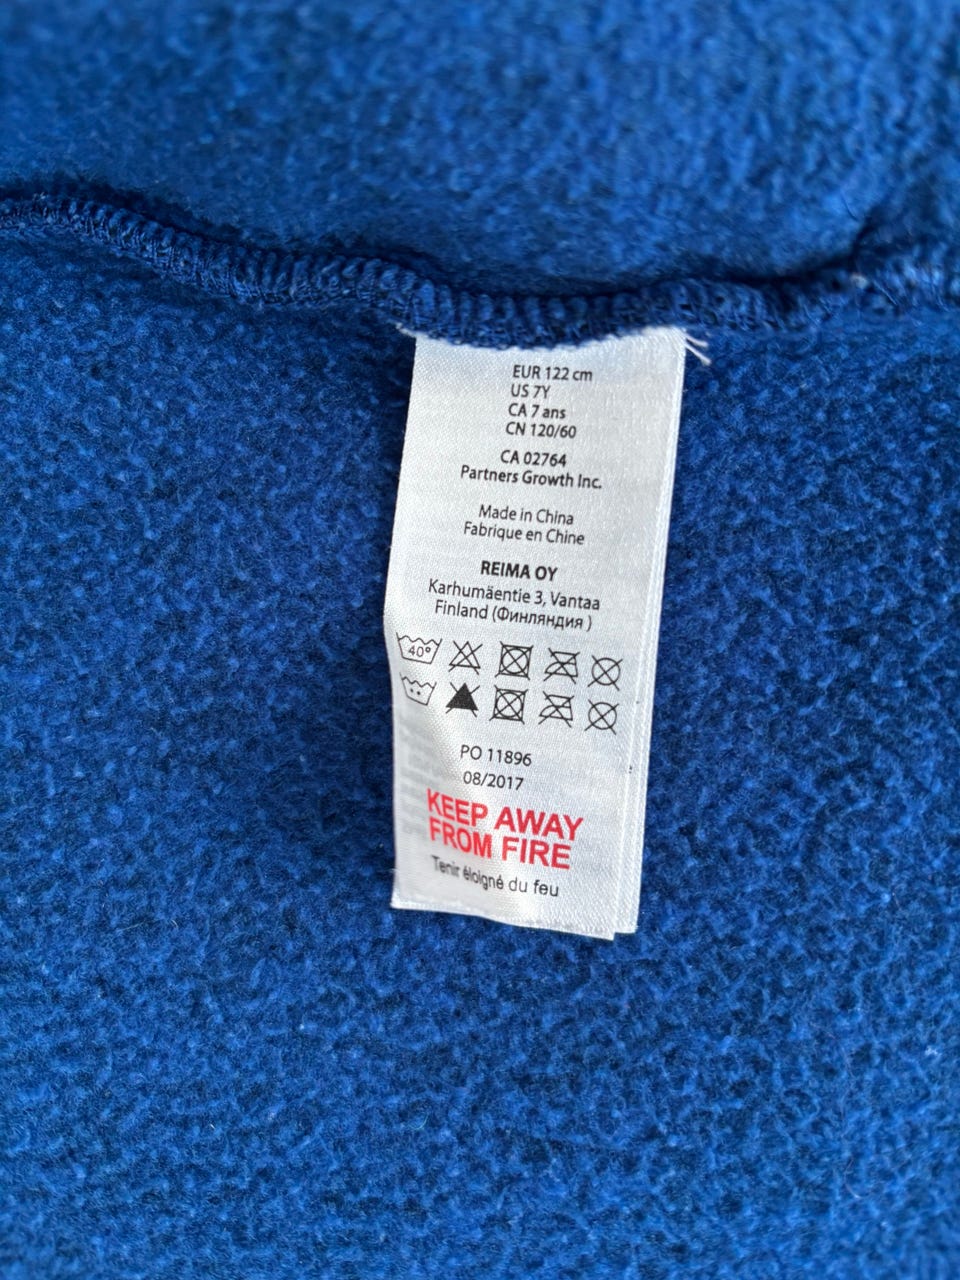 EUR 122 cm
US 7Y
CA 7 ans
CN 120/60
CA 02764
Partners Growth Inc.
Made in China
Fabrique en Chine
REIMA OY
Karhumäentie 3, Vantaa
Finland (Финляндия )
40°
PO 11896
08/2017
KEEP AWAY
FROM FIRE
Tenir éloigné du feu